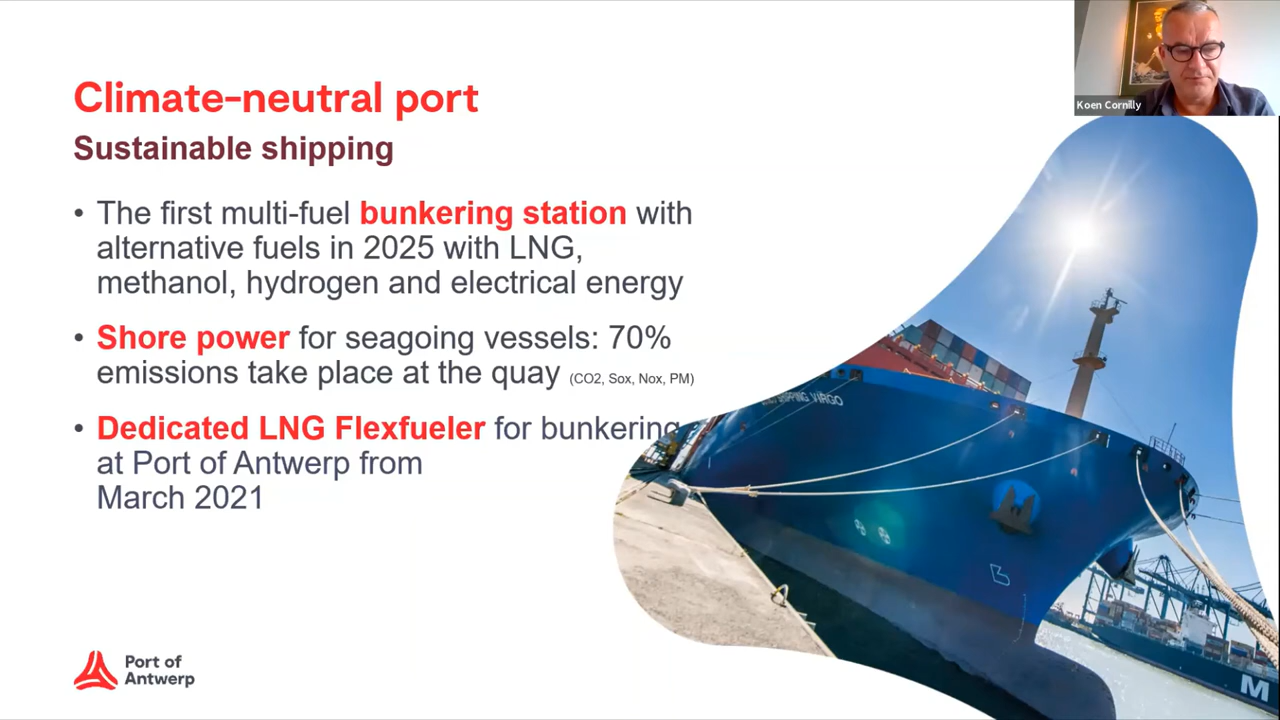 Koen Cornilly
Climate-neutral port
Sustainable shipping
• The first multi-fuel bunkering station with
alternative fuels in 2025 with LNG,
methanol, hydrogen and electrical energy
• Shore power for seagoing vessels: 70%
emissions take place at the quay (CO2, Sox, Nox, PM)
• Dedicated LNG Flexfueler for bunkering
at Port of Antwerp from
March 2021
SHIPPING VIRGO
M
Port of
Antwerp